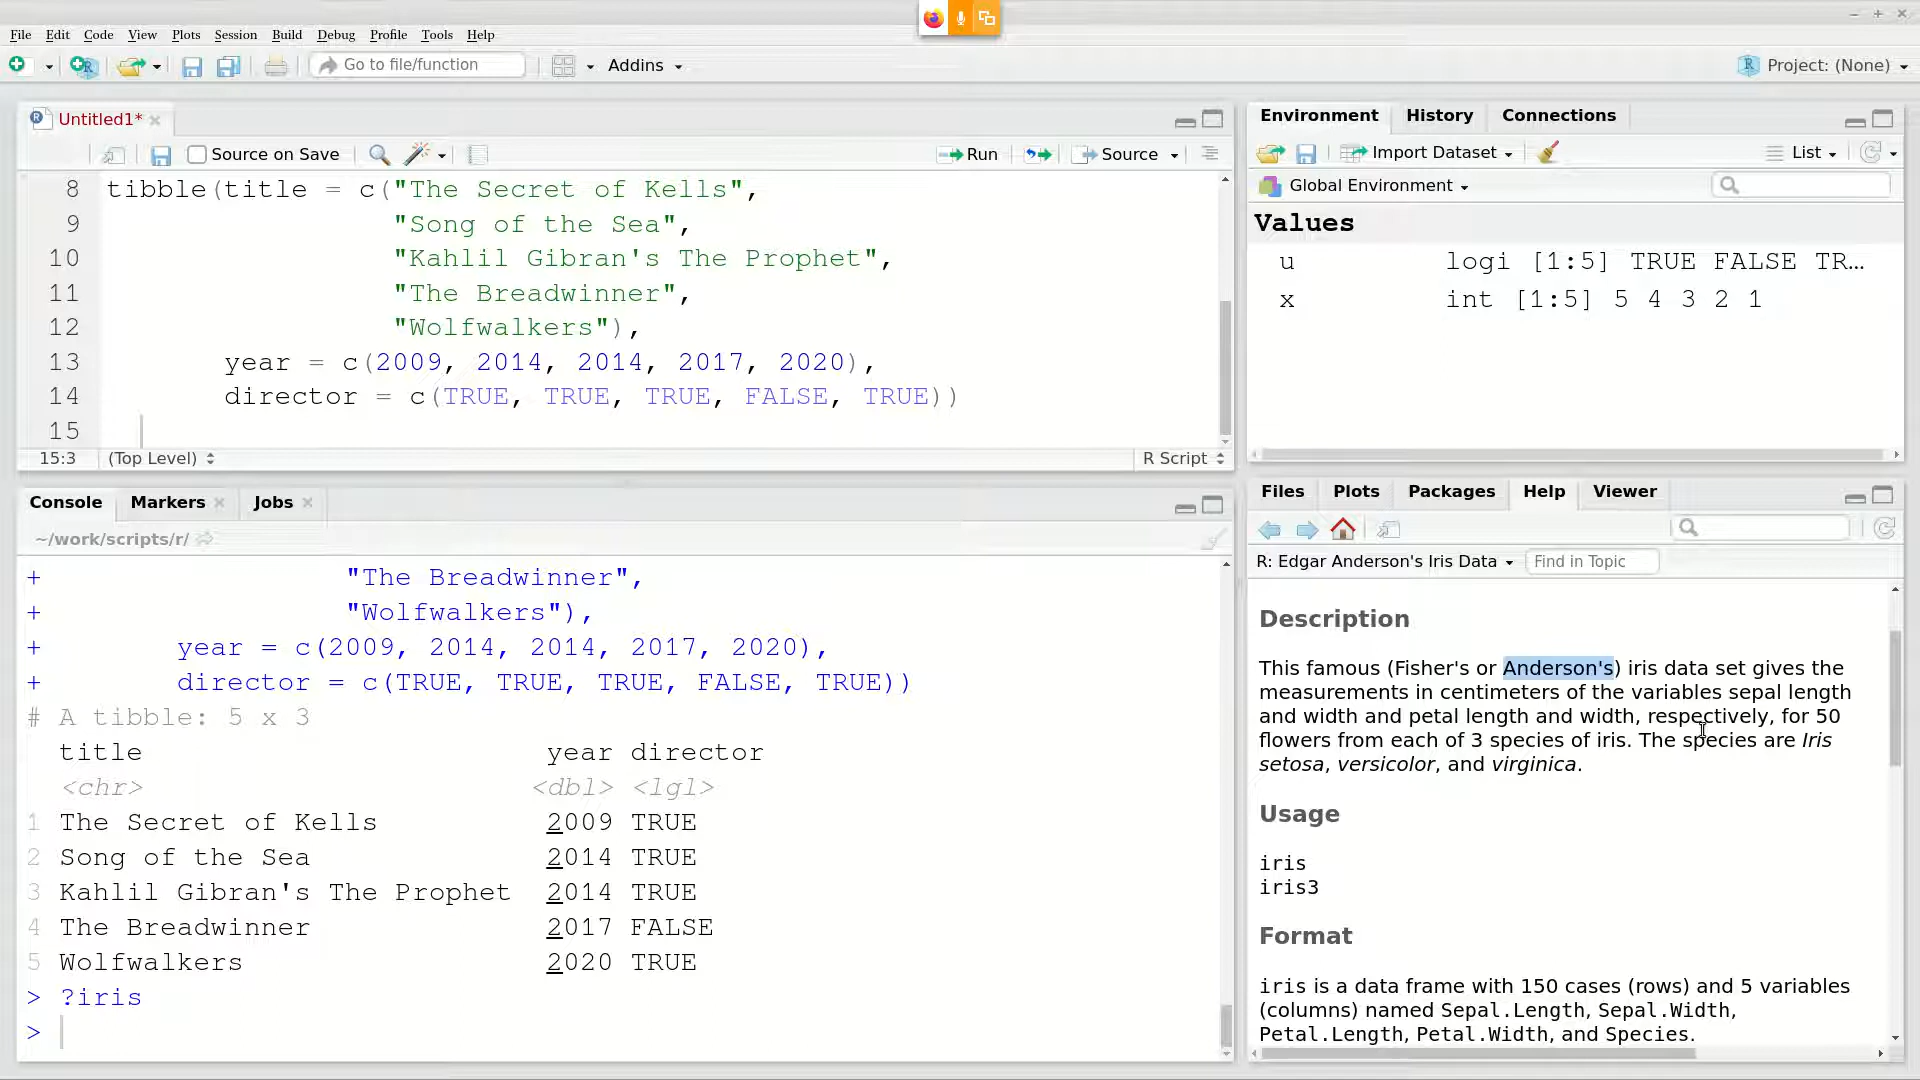 File Edit Code View Plots Session Build Debug Profile Tools Help
Go to file/function Addins Project: (None)
Untitled1*
Source on Save Run Source
8 tibble(title = c("The Secret of Kells",
9 "Song of the Sea",
10 "Kahlil Gibran's The Prophet",
11 "The Breadwinner",
12 "Wolfwalkers"),
13 year = c(2009, 2014, 2014, 2017, 2020),
14 director = c(TRUE, TRUE, TRUE, FALSE, TRUE))
15
15:3 (Top Level) R Script
Console Markers Jobs
~/work/scripts/r/
+ "The Breadwinner",
+ "Wolfwalkers"),
+ year = c(2009, 2014, 2014, 2017, 2020),
+ director = c(TRUE, TRUE, TRUE, FALSE, TRUE))
# A tibble: 5 x 3
title year director
<chr> <dbl> <lgl>
1 The Secret of Kells 2009 TRUE
2 Song of the Sea 2014 TRUE
3 Kahlil Gibran's The Prophet 2014 TRUE
4 The Breadwinner 2017 FALSE
5 Wolfwalkers 2020 TRUE
> ?iris
>
Environment History Connections
Import Dataset List
Global Environment
Values
u logi [1:5] TRUE FALSE TR…
x int [1:5] 5 4 3 2 1
Files Plots Packages Help Viewer
R: Edgar Anderson's Iris Data Find in Topic
Description
This famous (Fisher's or Anderson's) iris data set gives the
measurements in centimeters of the variables sepal length
and width and petal length and width, respectively, for 50
flowers from each of 3 species of iris. The species are Iris
setosa, versicolor, and virginica.
Usage
iris
iris3
Format
iris is a data frame with 150 cases (rows) and 5 variables
(columns) named Sepal.Length, Sepal.Width,
Petal.Length, Petal.Width, and Species.